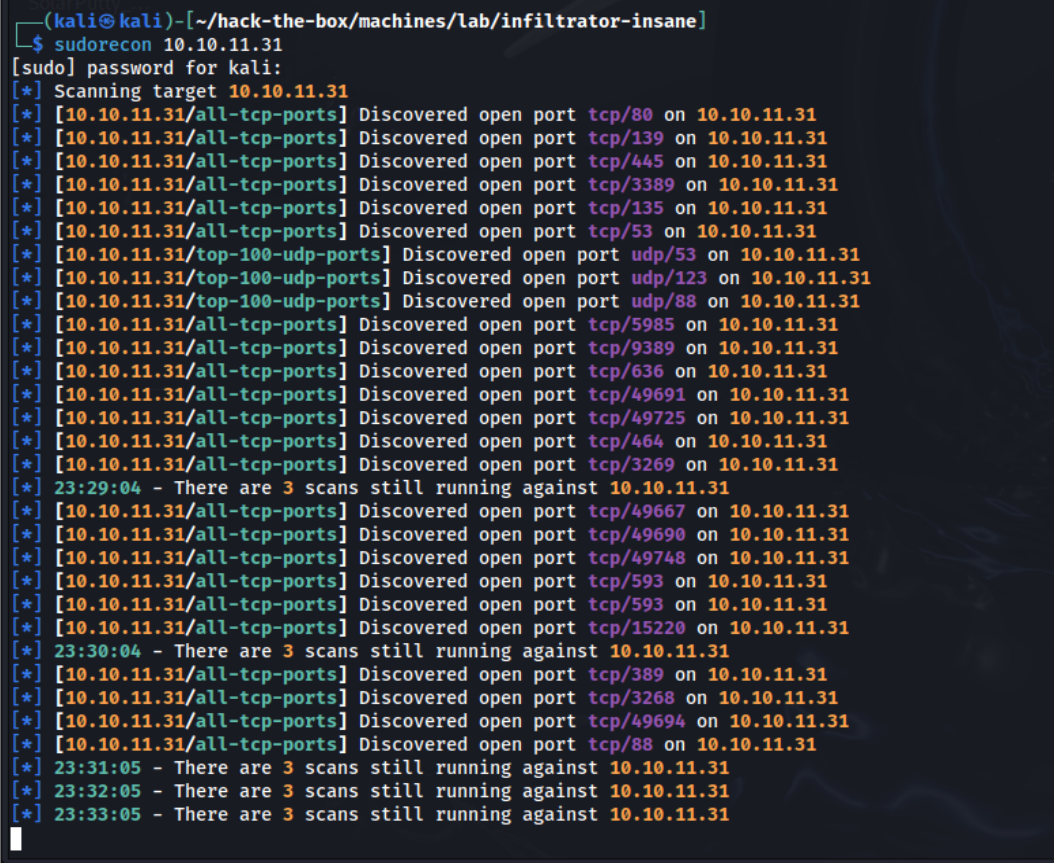 SolarPutty
┌──(kali㉿kali)-[~/hack-the-box/machines/lab/infiltrator-insane]
└─$ sudorecon 10.10.11.31
[sudo] password for kali:
[*] Scanning target 10.10.11.31
[*] [10.10.11.31/all-tcp-ports] Discovered open port tcp/80 on 10.10.11.31
[*] [10.10.11.31/all-tcp-ports] Discovered open port tcp/139 on 10.10.11.31
[*] [10.10.11.31/all-tcp-ports] Discovered open port tcp/445 on 10.10.11.31
[*] [10.10.11.31/all-tcp-ports] Discovered open port tcp/3389 on 10.10.11.31
[*] [10.10.11.31/all-tcp-ports] Discovered open port tcp/135 on 10.10.11.31
[*] [10.10.11.31/all-tcp-ports] Discovered open port tcp/53 on 10.10.11.31
[*] [10.10.11.31/top-100-udp-ports] Discovered open port udp/53 on 10.10.11.31
[*] [10.10.11.31/top-100-udp-ports] Discovered open port udp/123 on 10.10.11.31
[*] [10.10.11.31/top-100-udp-ports] Discovered open port udp/88 on 10.10.11.31
[*] [10.10.11.31/all-tcp-ports] Discovered open port tcp/5985 on 10.10.11.31
[*] [10.10.11.31/all-tcp-ports] Discovered open port tcp/9389 on 10.10.11.31
[*] [10.10.11.31/all-tcp-ports] Discovered open port tcp/636 on 10.10.11.31
[*] [10.10.11.31/all-tcp-ports] Discovered open port tcp/49691 on 10.10.11.31
[*] [10.10.11.31/all-tcp-ports] Discovered open port tcp/49725 on 10.10.11.31
[*] [10.10.11.31/all-tcp-ports] Discovered open port tcp/464 on 10.10.11.31
[*] [10.10.11.31/all-tcp-ports] Discovered open port tcp/3269 on 10.10.11.31
[*] 23:29:04 - There are 3 scans still running against 10.10.11.31
[*] [10.10.11.31/all-tcp-ports] Discovered open port tcp/49667 on 10.10.11.31
[*] [10.10.11.31/all-tcp-ports] Discovered open port tcp/49690 on 10.10.11.31
[*] [10.10.11.31/all-tcp-ports] Discovered open port tcp/49748 on 10.10.11.31
[*] [10.10.11.31/all-tcp-ports] Discovered open port tcp/593 on 10.10.11.31
[*] [10.10.11.31/all-tcp-ports] Discovered open port tcp/593 on 10.10.11.31
[*] [10.10.11.31/all-tcp-ports] Discovered open port tcp/15220 on 10.10.11.31
[*] 23:30:04 - There are 3 scans still running against 10.10.11.31
[*] [10.10.11.31/all-tcp-ports] Discovered open port tcp/389 on 10.10.11.31
[*] [10.10.11.31/all-tcp-ports] Discovered open port tcp/3268 on 10.10.11.31
[*] [10.10.11.31/all-tcp-ports] Discovered open port tcp/49694 on 10.10.11.31
[*] [10.10.11.31/all-tcp-ports] Discovered open port tcp/88 on 10.10.11.31
[*] 23:31:05 - There are 3 scans still running against 10.10.11.31
[*] 23:32:05 - There are 3 scans still running against 10.10.11.31
[*] 23:33:05 - There are 3 scans still running against 10.10.11.31